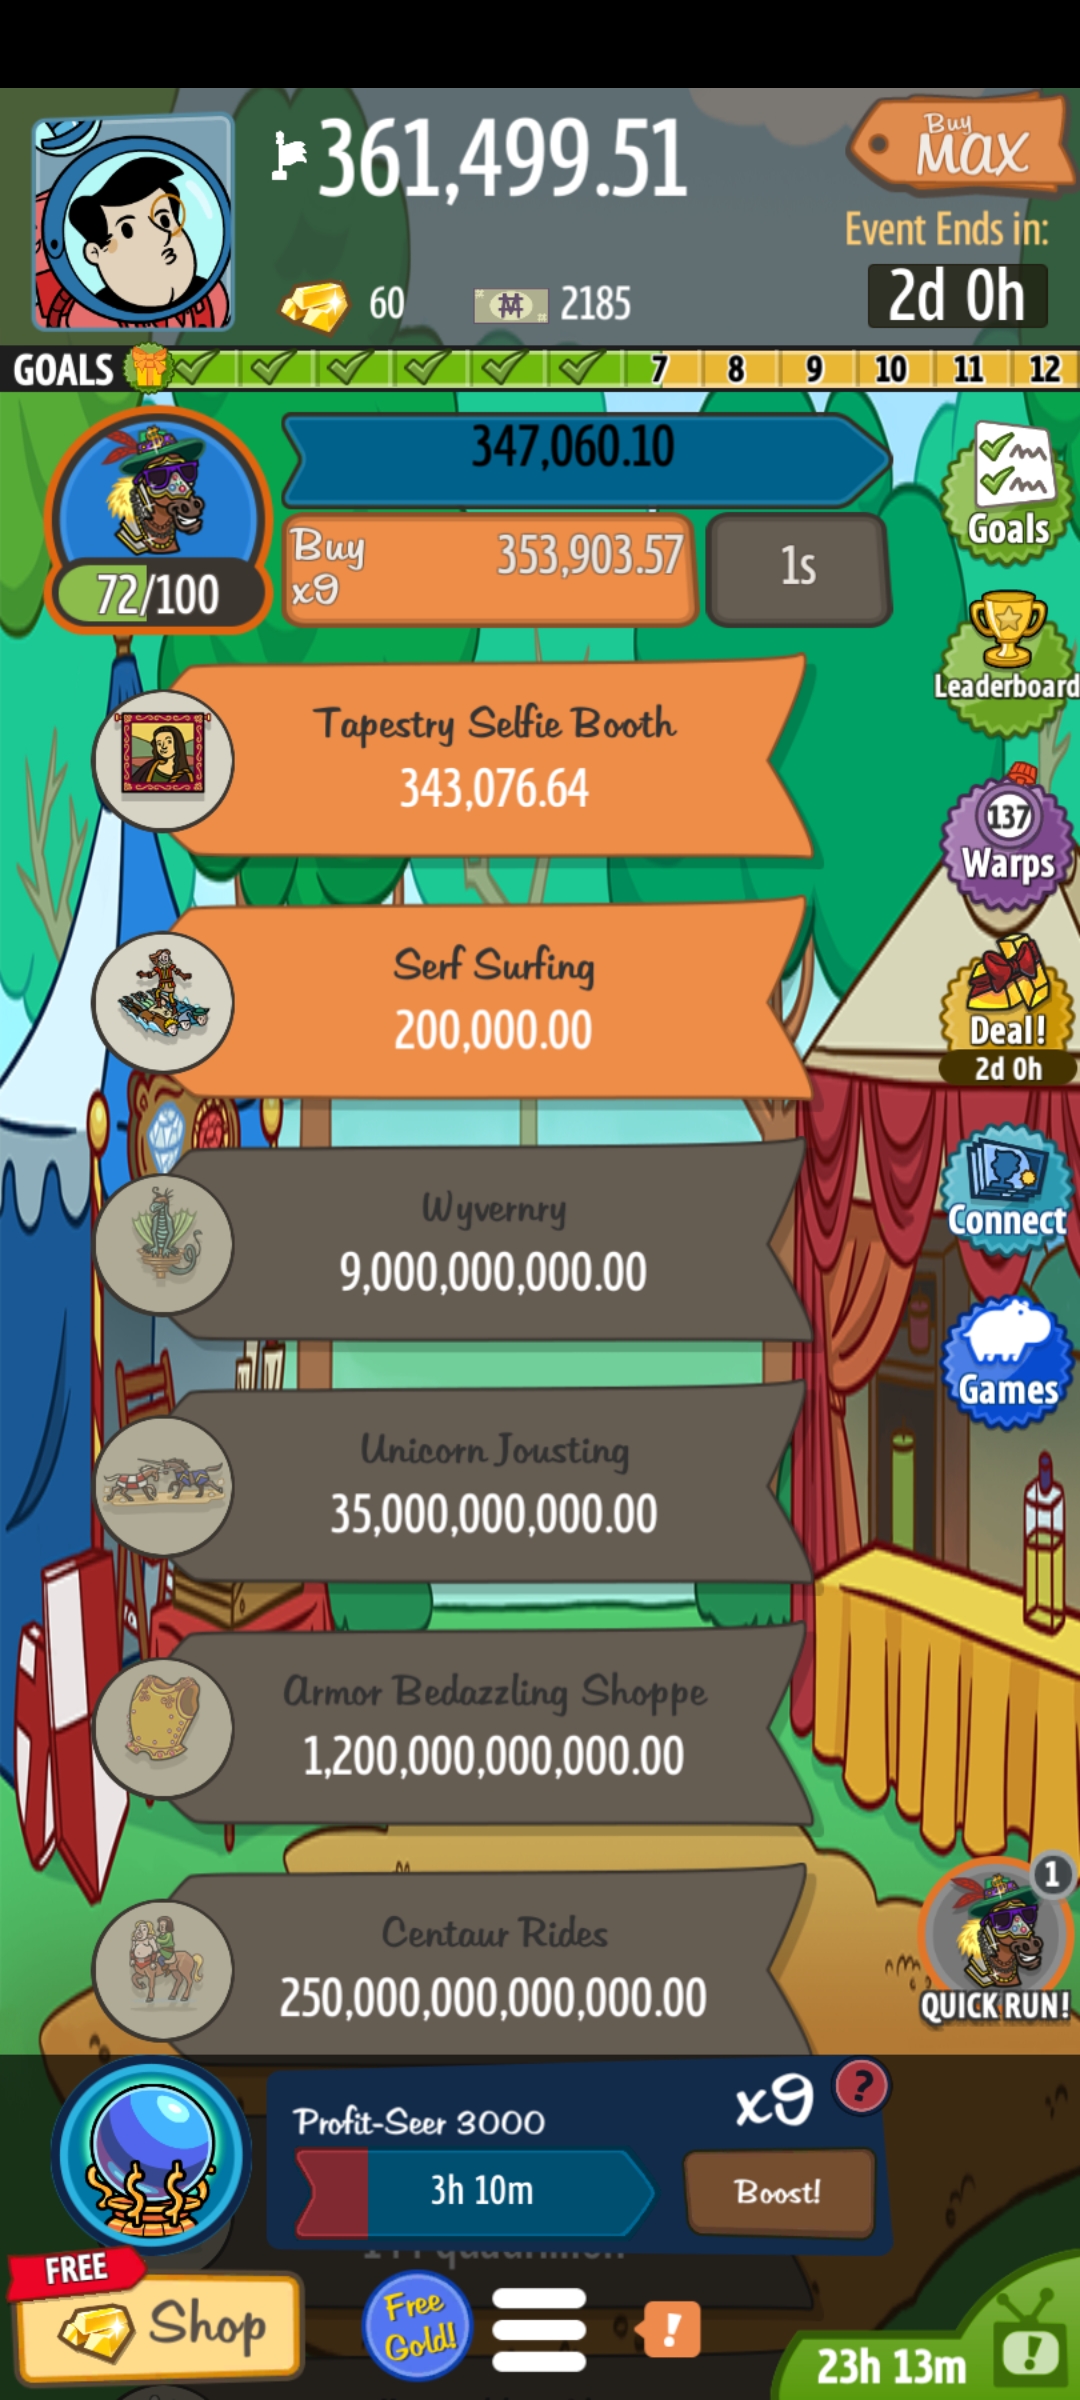 361,499.51
Buy
MAX
Event Ends in:
2d 0h
60
2185
GOALS
7 8 9 10 11 12
347,060.10
Buy
x9
353,903.57
1s
72/100
Goals
Leaderboard
137
Warps
Deal!
2d 0h
Connect
Games
Tapestry Selfie Booth
343,076.64
Serf Surfing
200,000.00
Wyvernry
9,000,000,000.00
Unicorn Jousting
35,000,000,000.00
Armor Bedazzling Shoppe
1,200,000,000,000.00
Centaur Rides
250,000,000,000,000.00
1
QUICK RUN!
Profit-Seer 3000
x9
?
3h 10m
Boost!
FREE
Shop
Free
Gold!
!
23h 13m
!